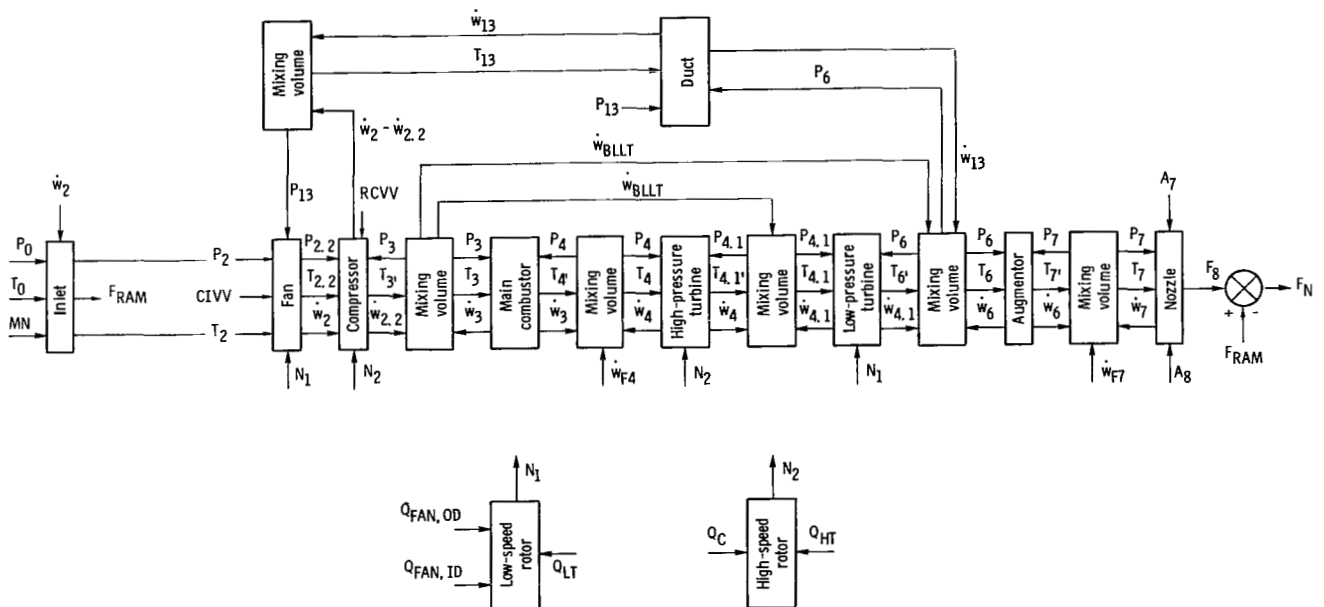 ẇ13
Mixing volume
T13
Duct
P6
P13
ẇ2 - ẇ2.2
ẇBLLT
ẇ13
ẇ2
P13
RCVV
ẇBLLT
A7
P0
T0
MN
Inlet
FRAM
P2
CIVV
T2
Fan
N1
P2.2
T2.2
ẇ2
Compressor
N2
P3
T3'
ẇ2.2
Mixing volume
P3
T3
ẇ3
Main combustor
P4
T4'
ẇ3
Mixing volume
ẇF4
P4
T4
ẇ4
High-pressure turbine
N2
P4.1
T4.1'
ẇ4
Mixing volume
P4.1
T4.1
ẇ4.1
Low-pressure turbine
N1
P6
T6'
ẇ4.1
Mixing volume
P6
T6
ẇ6
Augmentor
P7
T7'
ẇ6
Mixing volume
ẇF7
P7
T7
ẇ7
Nozzle
A8
F8
+
-
FRAM
FN
N1
QFAN, OD
QFAN, ID
Low-speed rotor
QLT
N2
QC
High-speed rotor
QHT